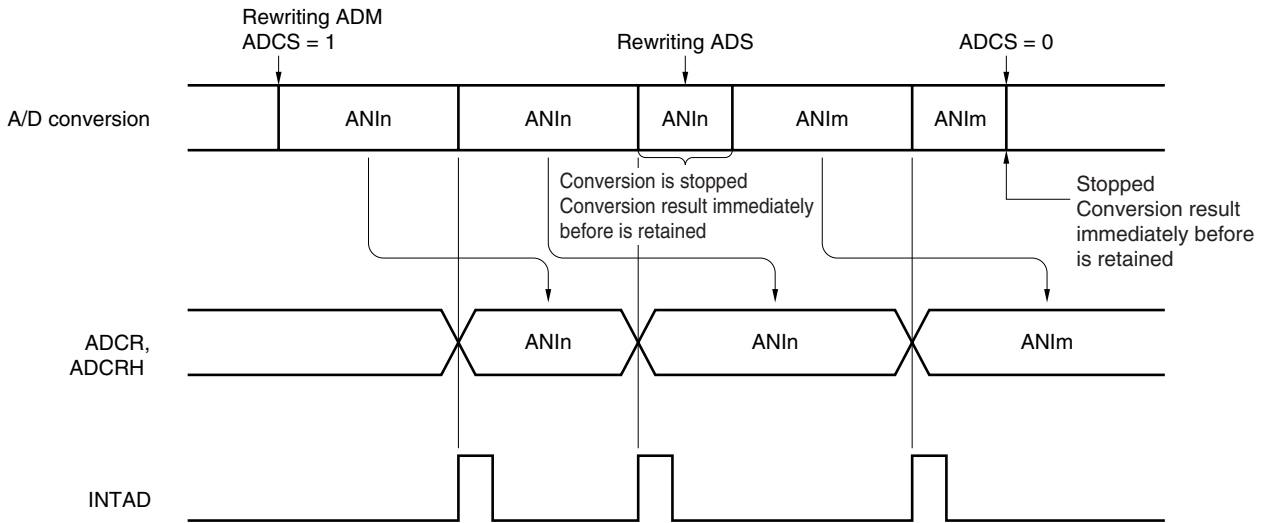 Rewriting ADM
ADCS = 1
Rewriting ADS
ADCS = 0
A/D conversion
ANIn
ANIn
ANIn
ANIm
ANIm
Conversion is stopped
Conversion result immediately
before is retained
Stopped
Conversion result
immediately before
is retained
ADCR,
ADCRH
ANIn
ANIn
ANIm
INTAD